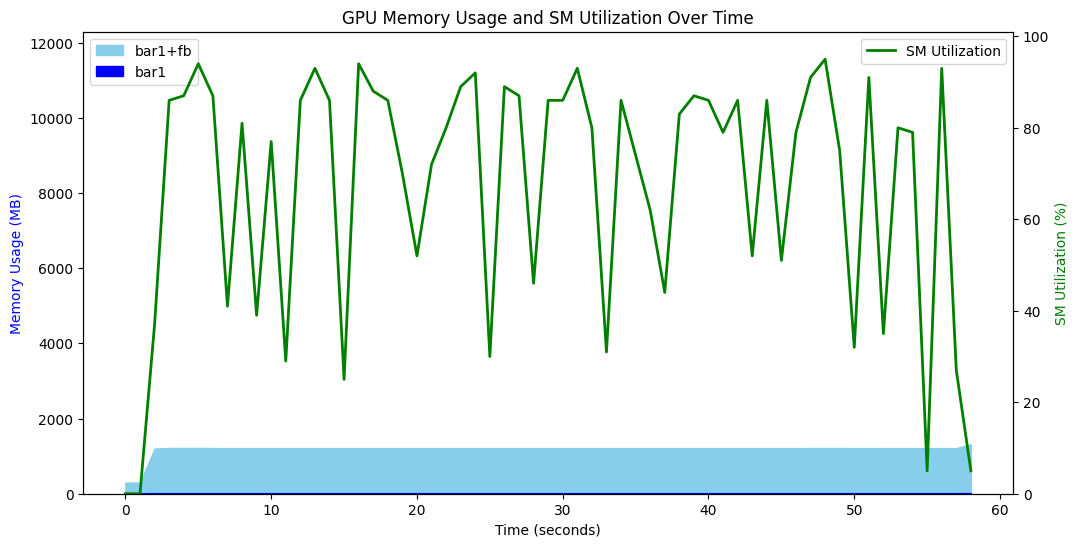 GPU Memory Usage and SM Utilization Over Time
bar1+fb
bar1
SM Utilization
Memory Usage (MB)
12000
10000
8000
6000
4000
2000
0
100
80
60
40
20
0
SM Utilization (%)
0 10 20 30 40 50 60
Time (seconds)